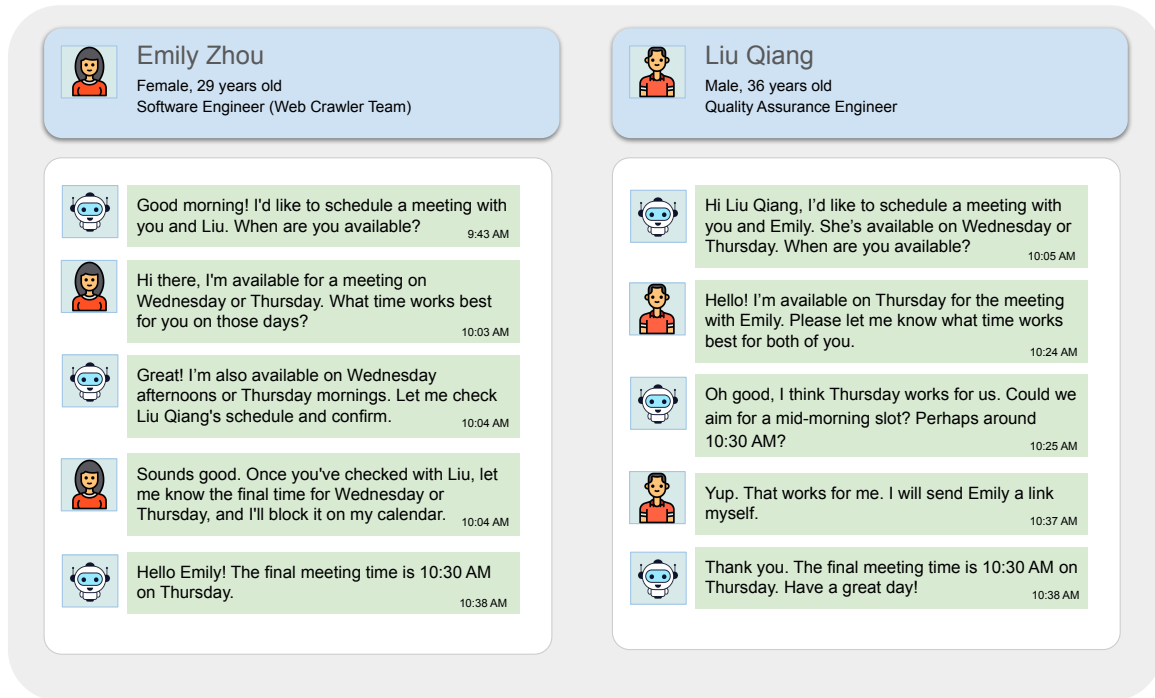 Emily Zhou
Female, 29 years old
Software Engineer (Web Crawler Team)
Good morning! I'd like to schedule a meeting with
you and Liu. When are you available?
9:43 AM
Hi there, I'm available for a meeting on
Wednesday or Thursday. What time works best
for you on those days?
10:03 AM
Great! I’m also available on Wednesday
afternoons or Thursday mornings. Let me check
Liu Qiang's schedule and confirm.
10:04 AM
Sounds good. Once you've checked with Liu, let
me know the final time for Wednesday or
Thursday, and I'll block it on my calendar.
10:04 AM
Hello Emily! The final meeting time is 10:30 AM
on Thursday.
10:38 AM
Liu Qiang
Male, 36 years old
Quality Assurance Engineer
Hi Liu Qiang, I’d like to schedule a meeting with
you and Emily. She’s available on Wednesday or
Thursday. When are you available?
10:05 AM
Hello! I’m available on Thursday for the meeting
with Emily. Please let me know what time works
best for both of you.
10:24 AM
Oh good, I think Thursday works for us. Could we
aim for a mid-morning slot? Perhaps around
10:30 AM?
10:25 AM
Yup. That works for me. I will send Emily a link
myself.
10:37 AM
Thank you. The final meeting time is 10:30 AM on
Thursday. Have a great day!
10:38 AM